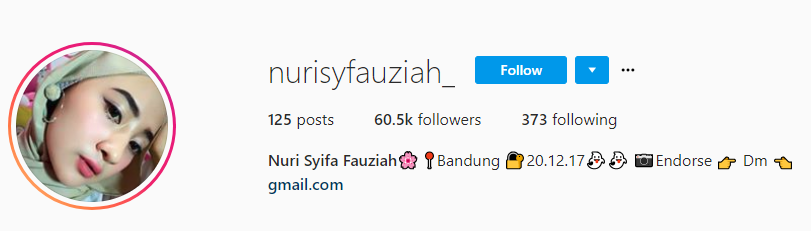 nurisyfauziah_ Follow
125 posts 60.5k followers 373 following
Nuri Syifa Fauziah🌸📍Bandung 🔐20.12.17👻👻 📷Endorse 👉 Dm 👈
gmail.com